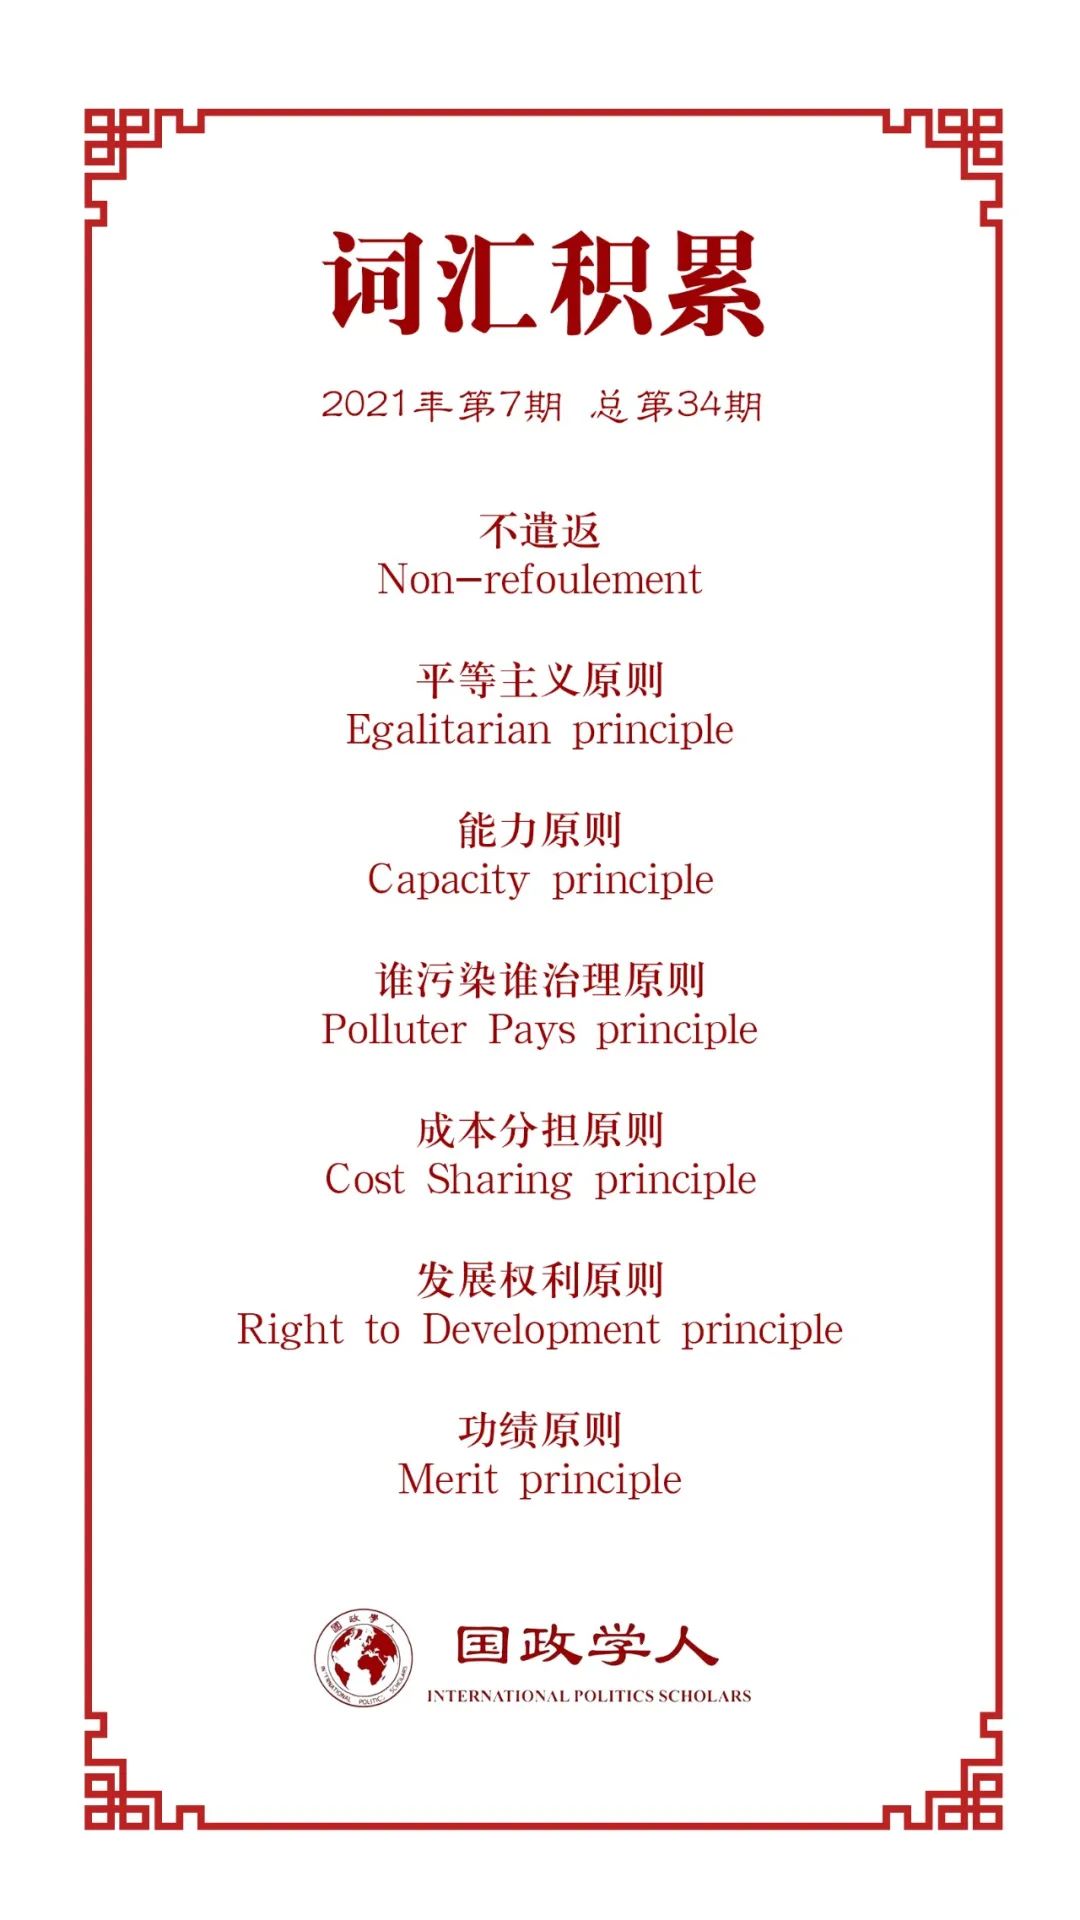 词汇积累
2021年第7期 总第34期
不遣返
Non-refoulement
平等主义原则
Egalitarian principle
能力原则
Capacity principle
谁污染谁治理原则
Polluter Pays principle
成本分担原则
Cost Sharing principle
发展权利原则
Right to Development principle
功绩原则
Merit principle
國政學人
INTERNATIONAL POLITICS SCHOLARS
国政学人
INTERNATIONAL POLITICS SCHOLARS